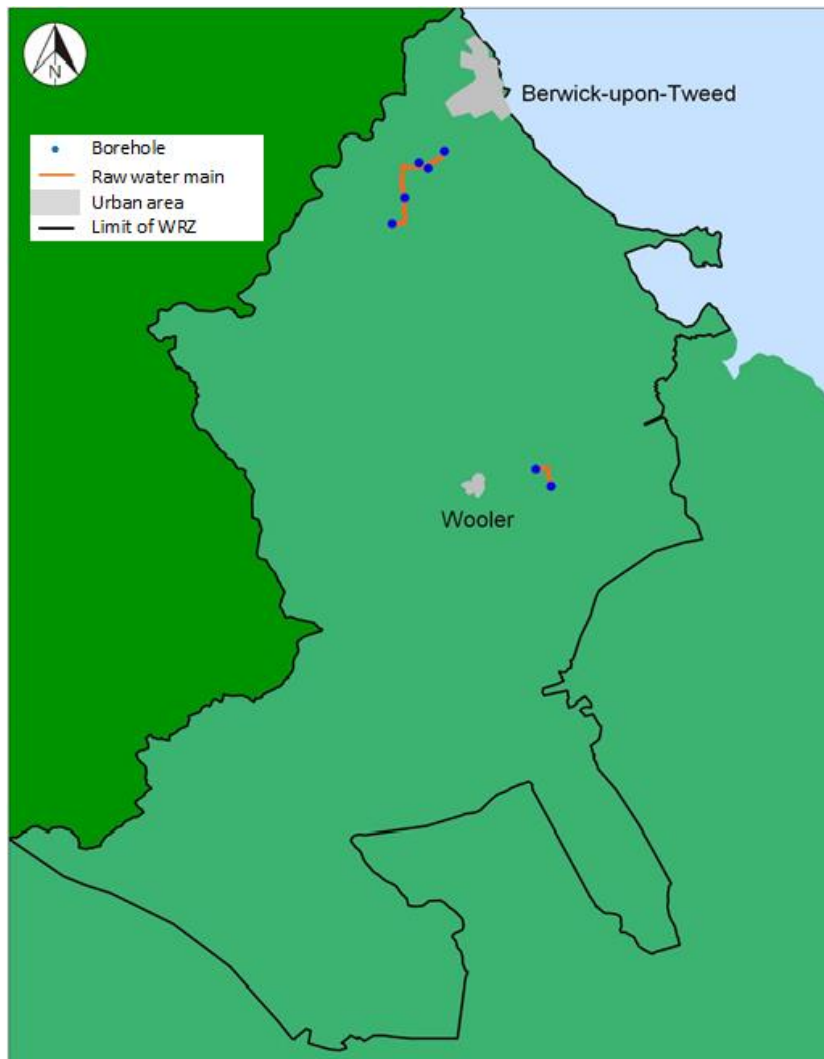 N
Berwick-upon-Tweed
Borehole
Raw water main
Urban area
Limit of WRZ
Wooler